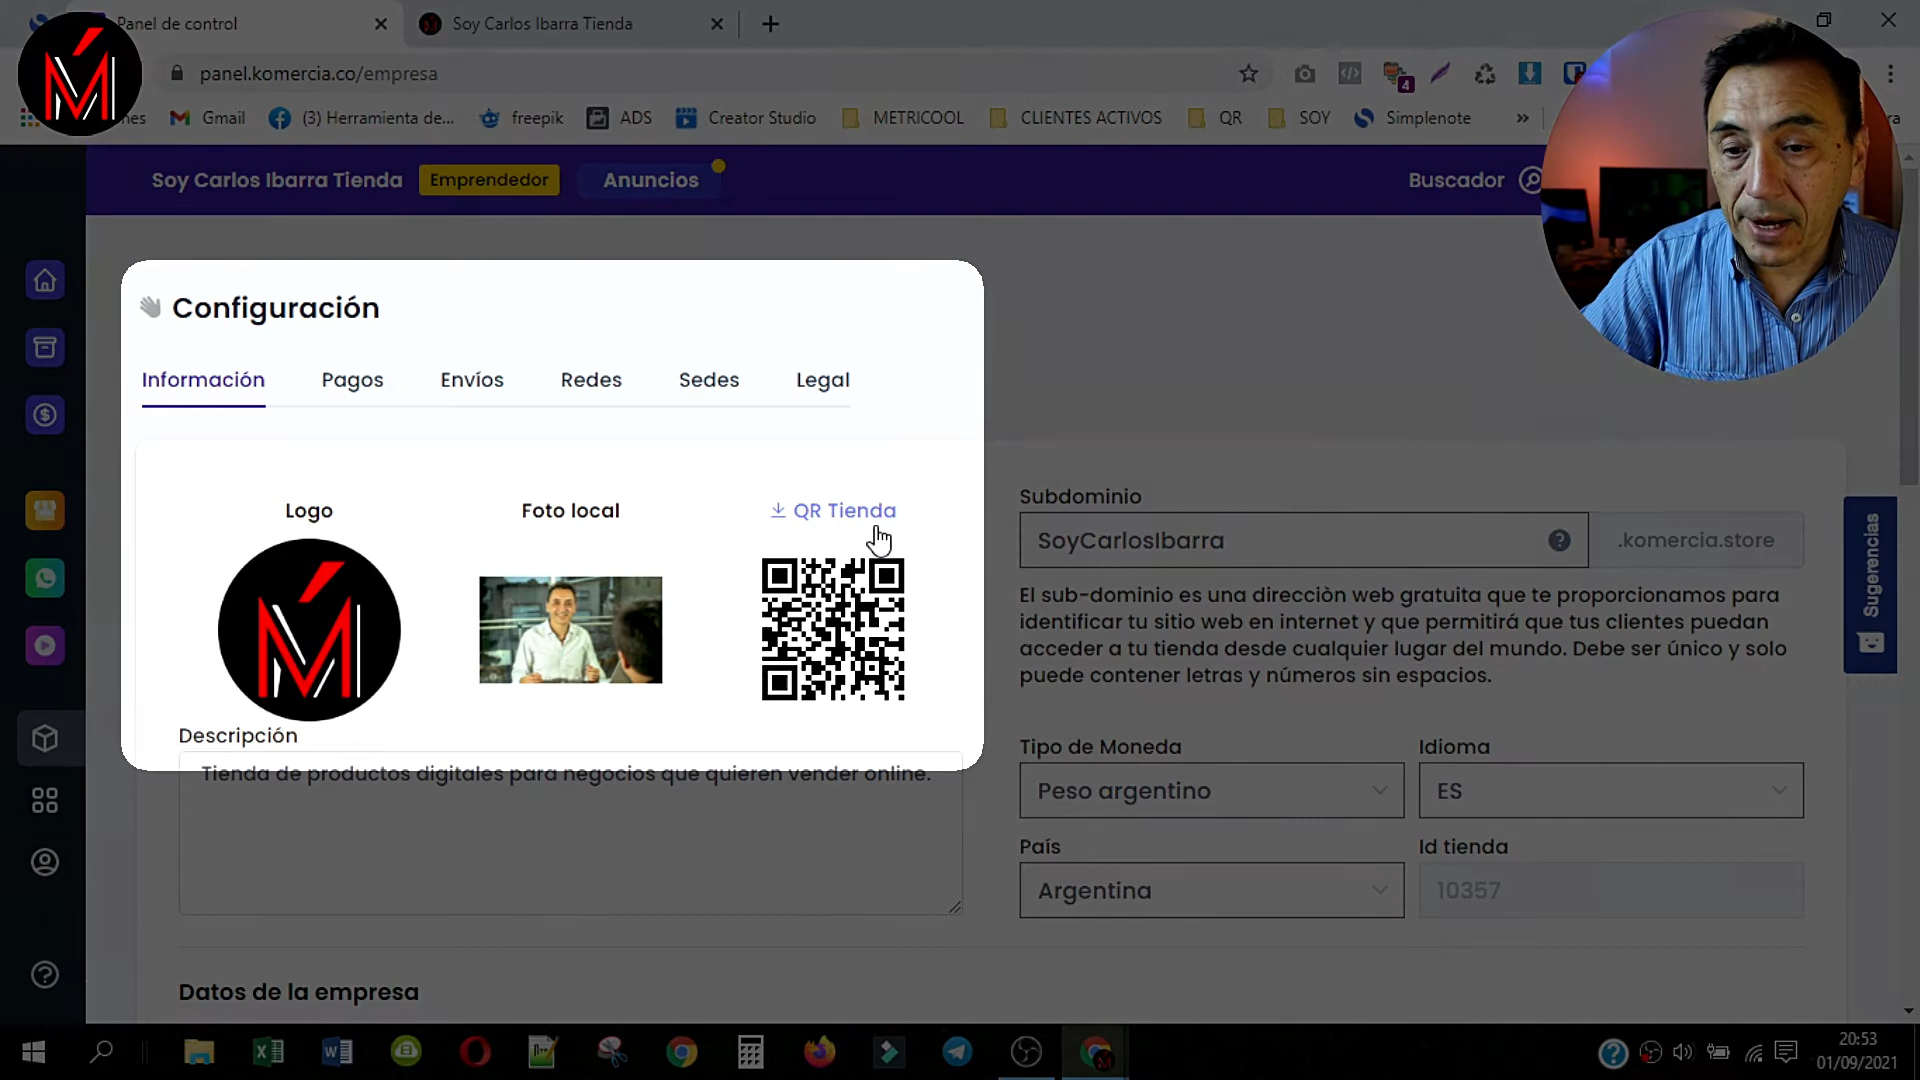 Panel de control
Soy Carlos Ibarra Tienda
panel.komercia.co/empresa
4
Gmail
(3) Herramienta de...
freepik
ADS
Creator Studio
METRICOOL
CLIENTES ACTIVOS
QR
SOY
Simplenote
»
Soy Carlos Ibarra Tienda
Emprendedor
Anuncios
Buscador
Configuración
Información
Pagos
Envíos
Redes
Sedes
Legal
Logo
Foto local
QR Tienda
Descripción
Tienda de productos digitales para negocios que quieren vender online.
Subdominio
SoyCarlosIbarra
.komercia.store
El sub-dominio es una direcciòn web gratuita que te proporcionamos para
identificar tu sitio web en internet y que permitirá que tus clientes puedan
acceder a tu tienda desde cualquier lugar del mundo. Debe ser único y solo
puede contener letras y números sin espacios.
Tipo de Moneda
Idioma
Peso argentino
ES
País
Id tienda
Argentina
10357
Sugerencias
Datos de la empresa
20:53
01/09/2021